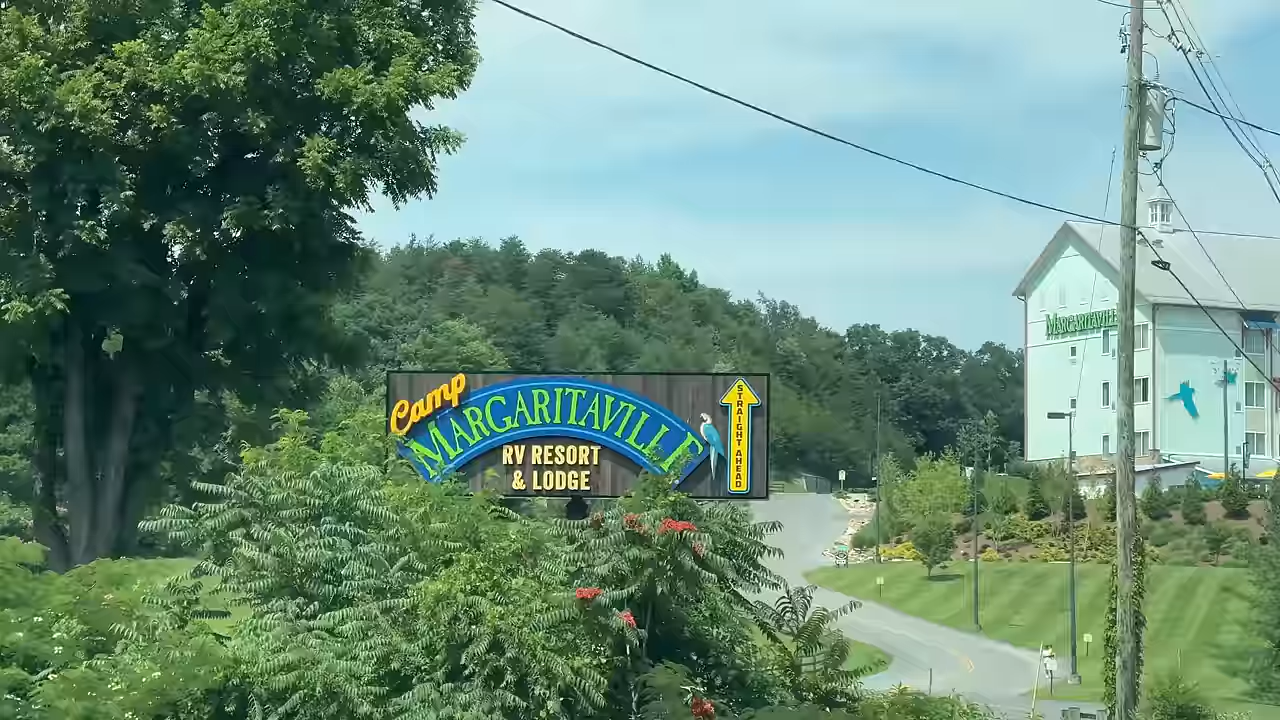 Camp
MARGARITAVILLE
RV RESORT
& LODGE
STRAIGHT AHEAD
MARGARITAVILLE